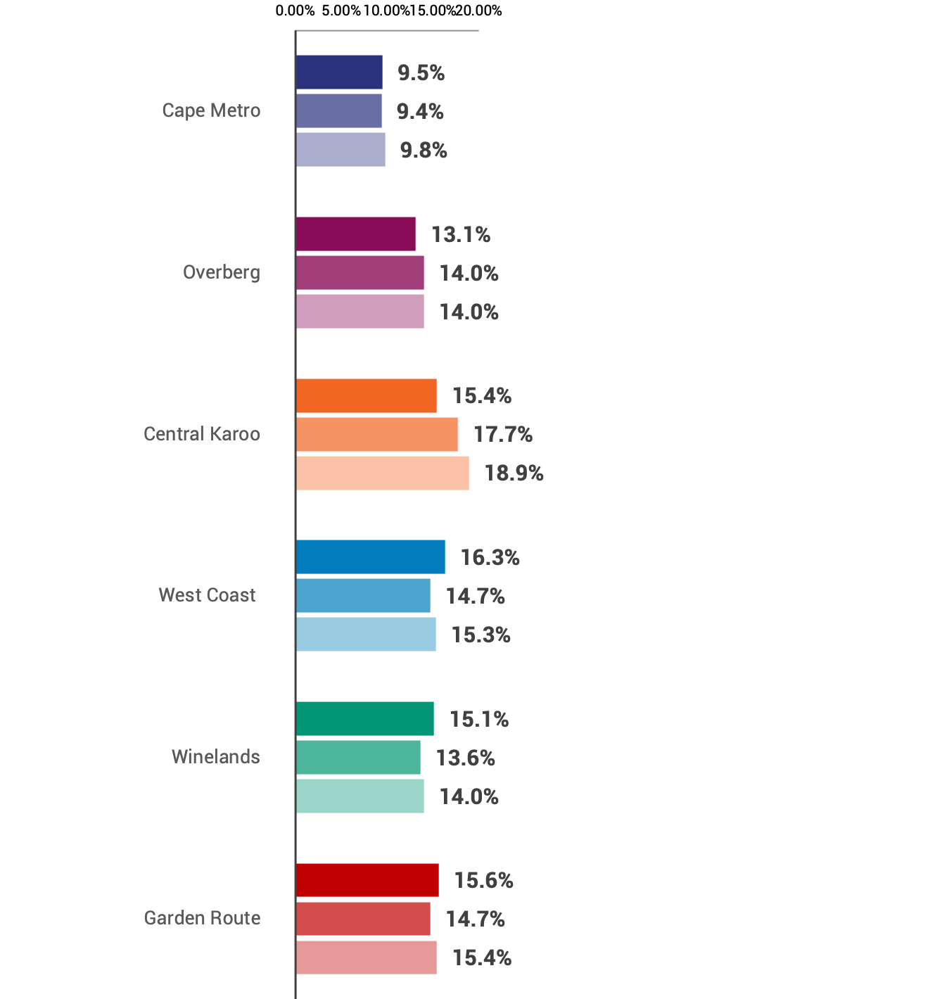 0.00% 5.00% 10.00% 15.00% 20.00%
9.5%
Cape Metro 9.4%
9.8%
13.1%
Overberg 14.0%
14.0%
15.4%
Central Karoo 17.7%
18.9%
16.3%
West Coast 14.7%
15.3%
15.1%
Winelands 13.6%
14.0%
15.6%
Garden Route 14.7%
15.4%